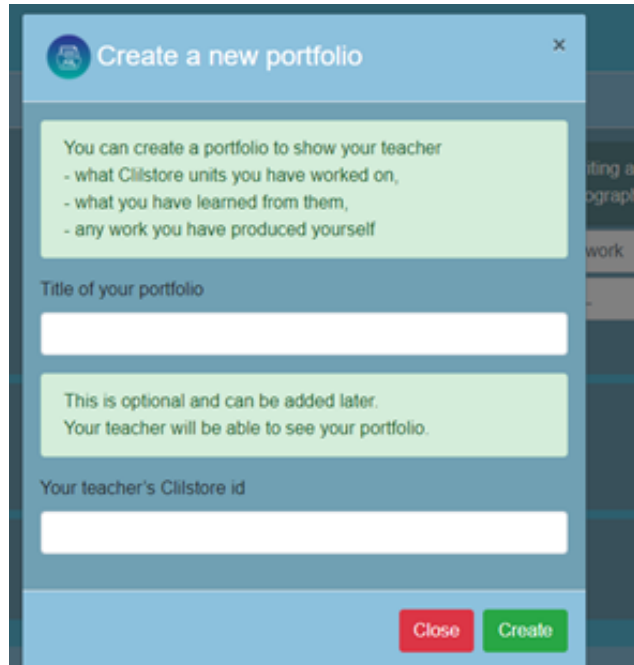 Create a new portfolio
×
You can create a portfolio to show your teacher
- what Clilstore units you have worked on,
- what you have learned from them,
- any work you have produced yourself
Title of your portfolio
This is optional and can be added later.
Your teacher will be able to see your portfolio.
Your teacher's Clilstore id
Close
Create
work